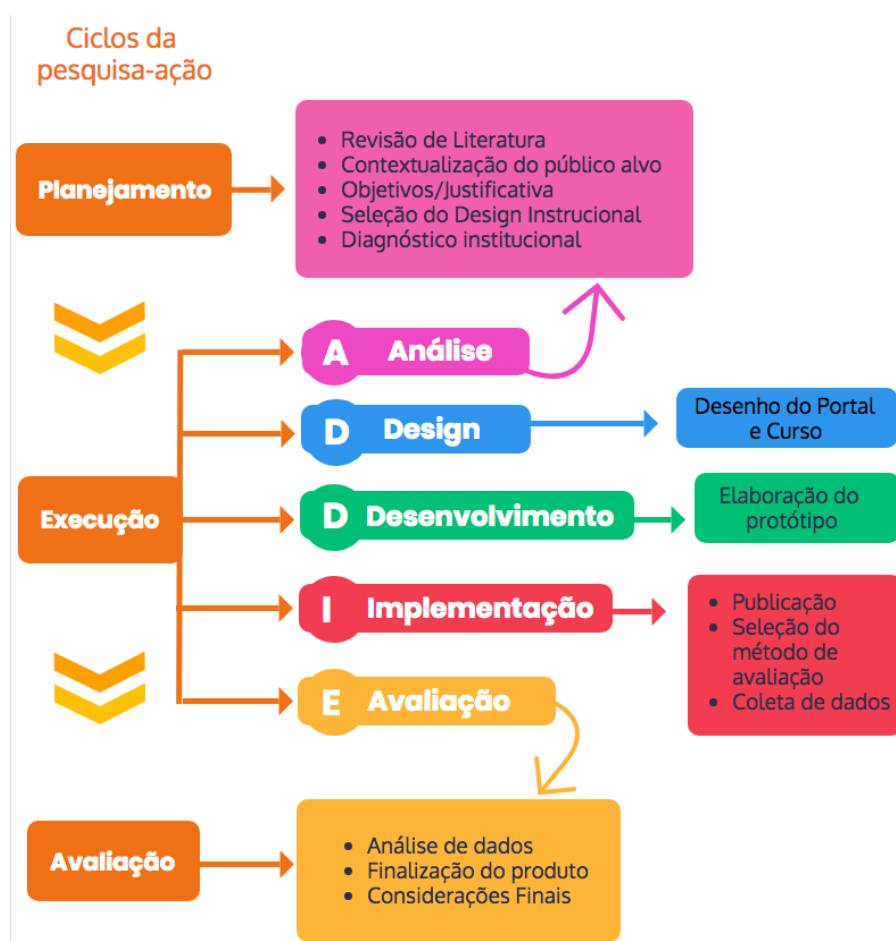 Ciclos da
pesquisa-ação
Planejamento
• Revisão de Literatura
• Contextualização do público alvo
• Objetivos/Justificativa
• Seleção do Design Instrucional
• Diagnóstico institucional
A Análise
D Design
Desenho do Portal
e Curso
Execução
D Desenvolvimento
Elaboração do
protótipo
I Implementação
• Publicação
• Seleção do
método de
avaliação
• Coleta de dados
E Avaliação
Avaliação
• Análise de dados
• Finalização do produto
• Considerações Finais